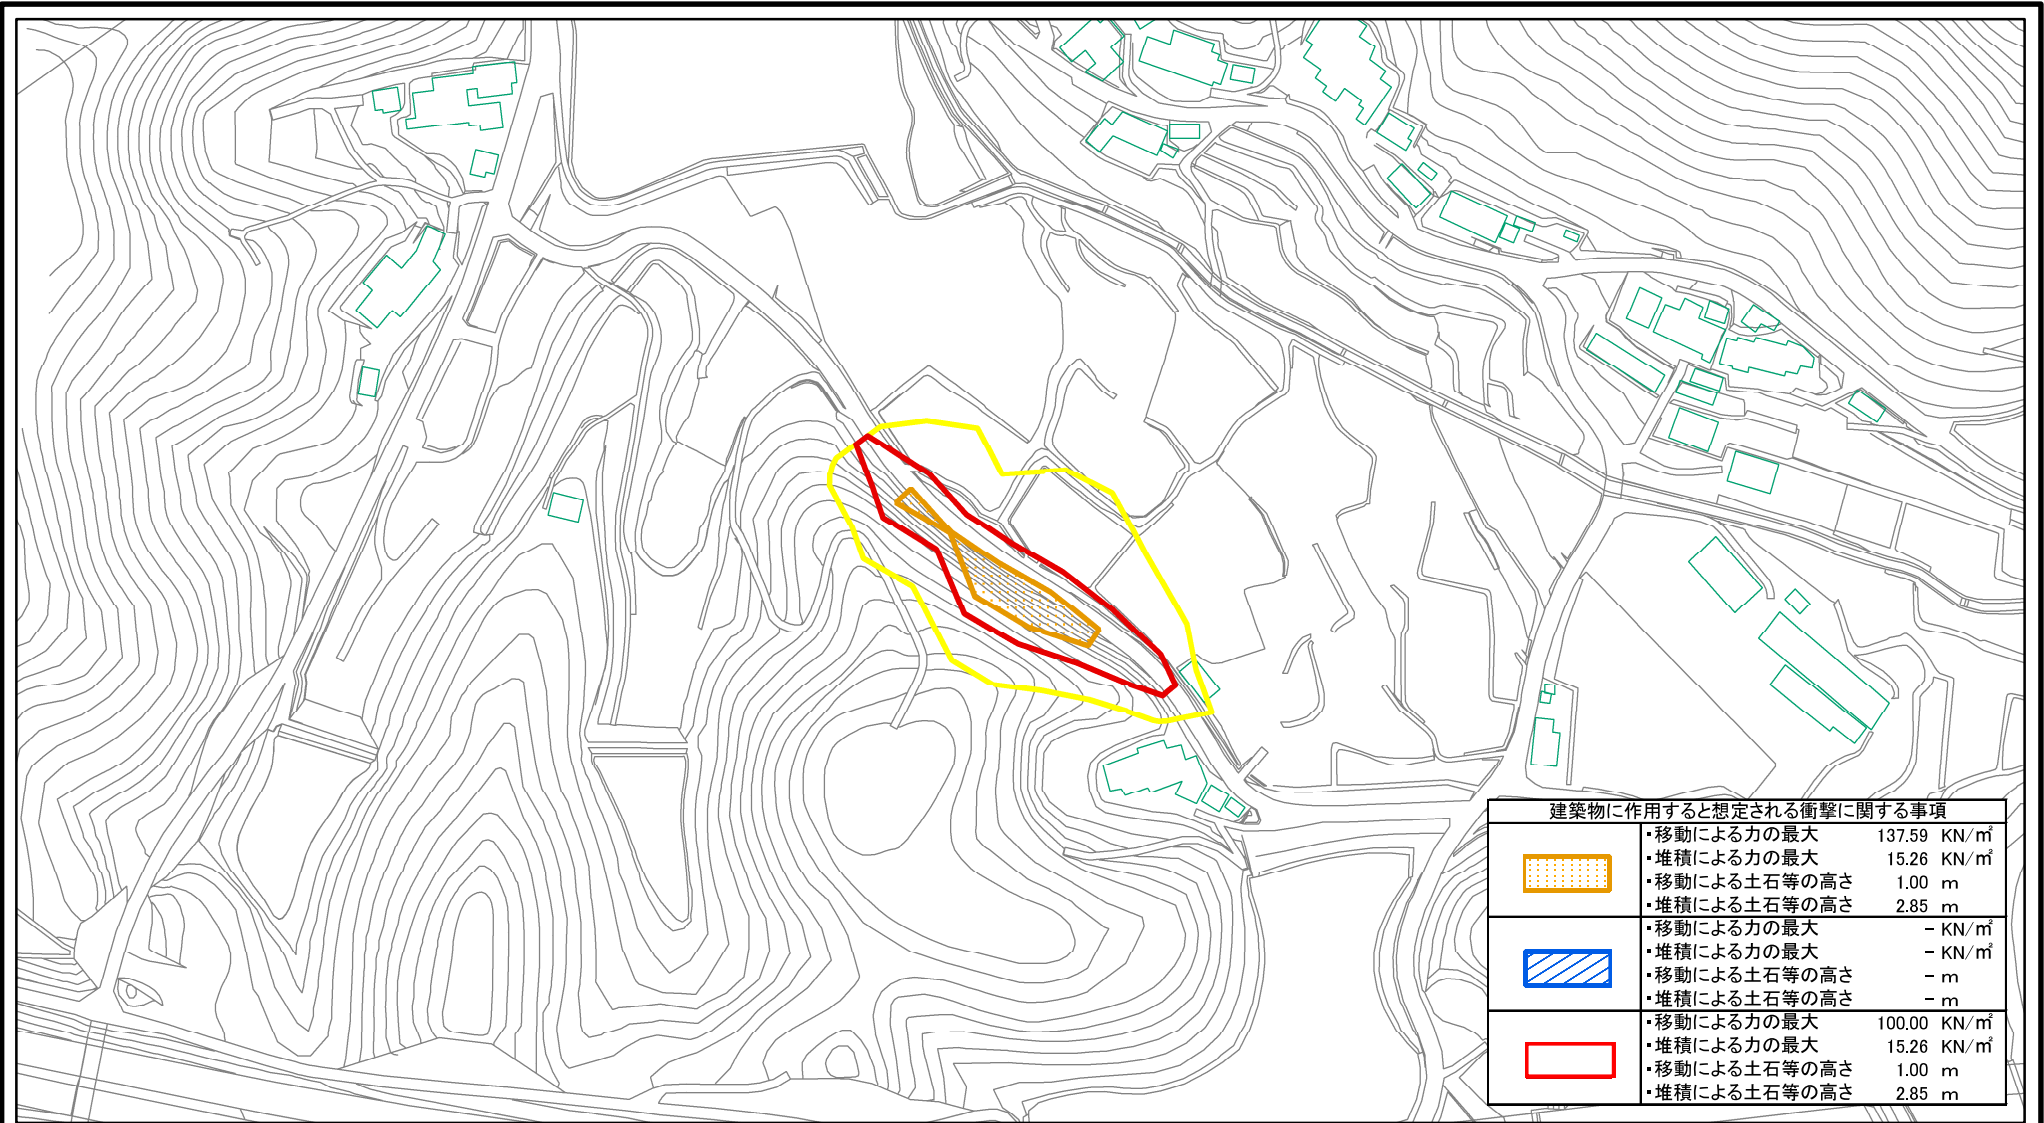 建築物に作用すると想定される衝撃に関する事項
・移動による力の最大 137.59 KN/㎡
・堆積による力の最大 15.26 KN/㎡
・移動による土石等の高さ 1.00 m
・堆積による土石等の高さ 2.85 m
・移動による力の最大 - KN/㎡
・堆積による力の最大 - KN/㎡
・移動による土石等の高さ - m
・堆積による土石等の高さ - m
・移動による力の最大 100.00 KN/㎡
・堆積による力の最大 15.26 KN/㎡
・移動による土石等の高さ 1.00 m
・堆積による土石等の高さ 2.85 m